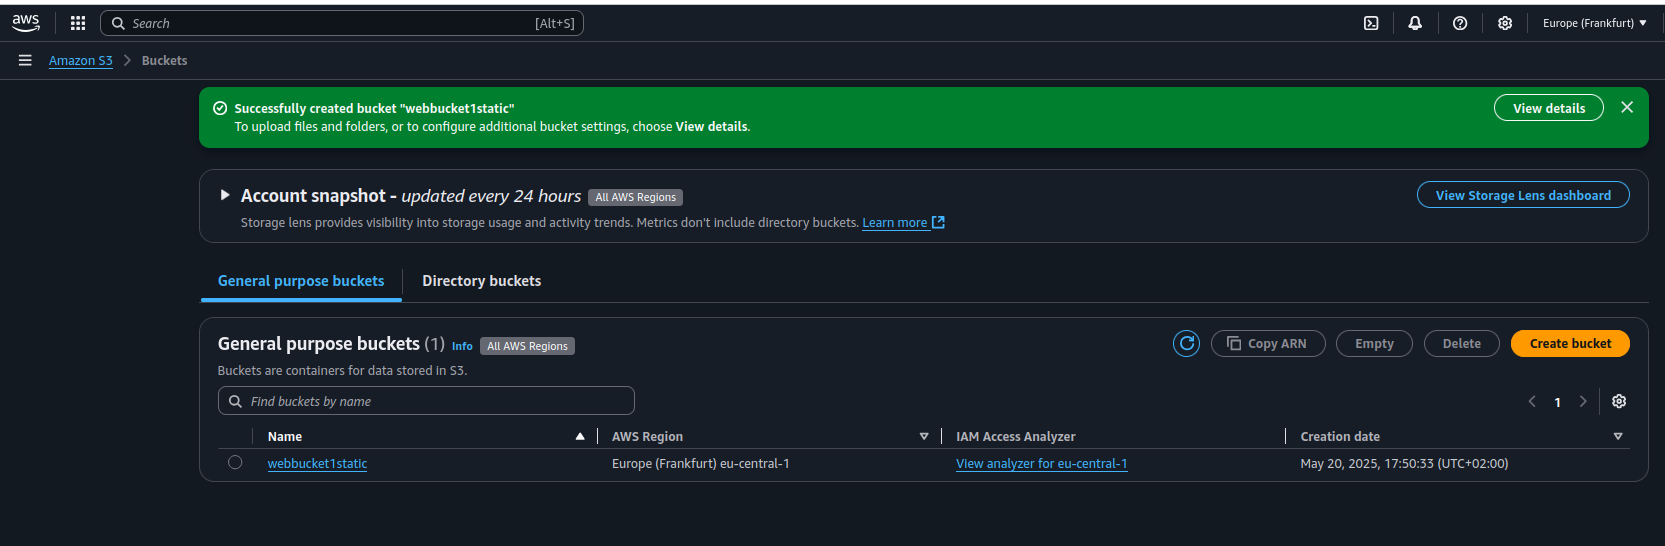 aws Search [Alt+S] Europe (Frankfurt)
Amazon S3 Buckets
Successfully created bucket "webbucket1static"
View details
To upload files and folders, or to configure additional bucket settings, choose View details.
Account snapshot - updated every 24 hours All AWS Regions
View Storage Lens dashboard
Storage lens provides visibility into storage usage and activity trends. Metrics don't include directory buckets. Learn more
General purpose buckets Directory buckets
General purpose buckets (1) Info All AWS Regions
Copy ARN Empty Delete Create bucket
Buckets are containers for data stored in S3.
Find buckets by name
1
Name AWS Region IAM Access Analyzer Creation date
webbucket1static Europe (Frankfurt) eu-central-1 View analyzer for eu-central-1 May 20, 2025, 17:50:33 (UTC+02:00)